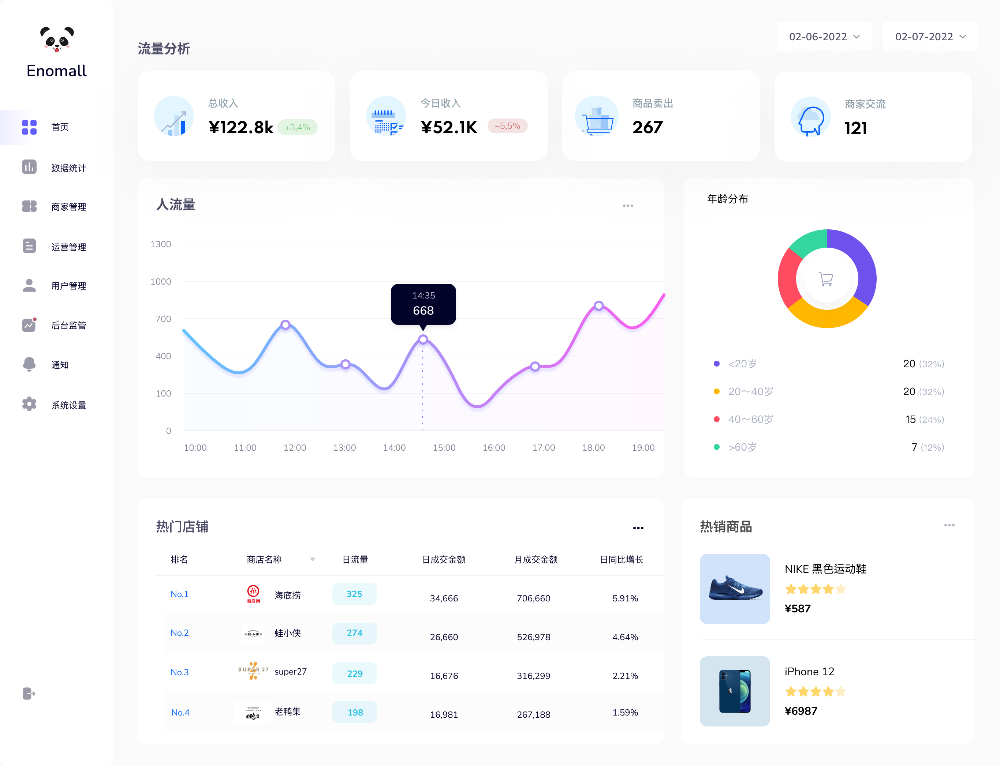 Enomall
首页
数据统计
商家管理
运营管理
用户管理
后台监管
通知
系统设置
流量分析
02-06-2022
02-07-2022
总收入
¥122.8k +3,4%
今日收入
¥52.1K −5,5%
商品卖出
267
商家交流
121
人流量
1300
1000
700
400
100
0
14:35
668
10:00 11:00 12:00 13:00 14:00 15:00 16:00 17.00 18.00 19.00
年龄分布
<20岁 20 (32%)
20～40岁 20 (32%)
40～60岁 15 (24%)
>60岁 7 (12%)
热门店铺
排名 商店名称 日流量 日成交金额 月成交金额 日同比增长
No.1 Hi 海底捞 海底捞 325 34,666 706,660 5.91%
No.2 蛙小侠 蛙小侠 274 26,660 526,978 4.64%
No.3 SUPER 27 super27 229 16,676 316,299 2.21%
No.4 老鸭集 老鸭集 198 16,981 267,188 1.59%
热销商品
NIKE 黑色运动鞋
¥587
iPhone 12
¥6987